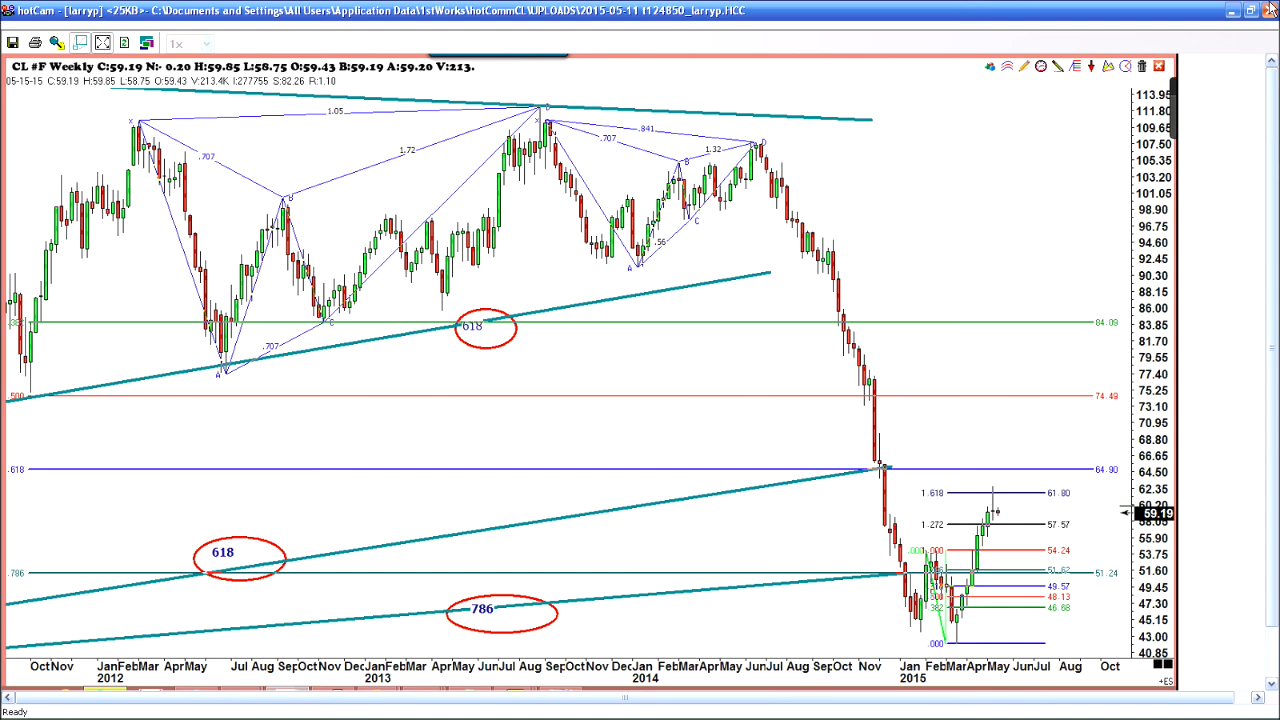 hotCam - [larryp] <25KB>- C:\Documents and Settings\All Users\Application Data\1stWorks\hotCommCL\UPLOADS\2015-05-11 t124850_larryp.HCC
1x
CL #F Weekly C:59.19 N:- 0.20 H:59.85 L:58.75 O:59.43 B:59.19 A:59.20 V:213.
05-15-15 C:59.19 H:59.85 L:58.75 O:59.43 V:213.4K I:277755 S:82.26 R:1.10
113.95
111.80
109.65
107.50
105.35
103.20
101.05
98.90
96.75
94.60
92.45
90.30
88.15
86.00
83.85
81.70
79.55
77.40
75.25
73.10
70.95
68.80
66.65
64.50
62.35
59.19
58.05
55.90
53.75
51.60
49.45
47.30
45.15
43.00
40.85
X 1.05 D
.707 1.72 B
C
A .707
X .841 D
.707 1.32 B
C
A .56
618
84.09
.500 74.49
.618 64.90
1.618 61.80
1.272 57.57
.000 1.000 54.24
618
.786 51.62 51.24
49.57
.500 48.13
.382 46.68
786
.000
Oct Nov Jan Feb Mar Apr May Jul Aug Sep Oct Nov Dec Jan Feb Mar Apr May Jun Jul Aug Sep Oct Nov Dec Jan Feb Mar Apr May Jun Jul Aug Sep Oct Nov Jan Feb Mar Apr May Jun Jul Aug Oct
2012 2013 2014 2015
+ES
Ready